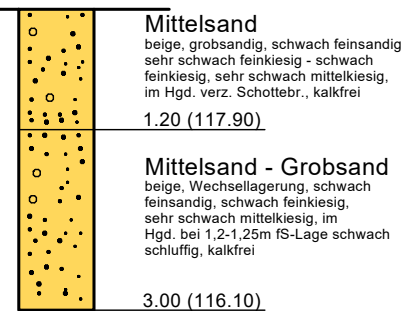 Mittelsand
beige, grobsandig, schwach feinsandig
sehr schwach feinkiesig - schwach
feinkiesig, sehr schwach mittelkiesig,
im Hgd. verz. Schottebr., kalkfrei
1.20 (117.90)
Mittelsand - Grobsand
beige, Wechsellagerung, schwach
feinsandig, schwach feinkiesig,
sehr schwach mittelkiesig, im
Hgd. bei 1,2-1,25m fS-Lage schwach
schluffig, kalkfrei
3.00 (116.10)